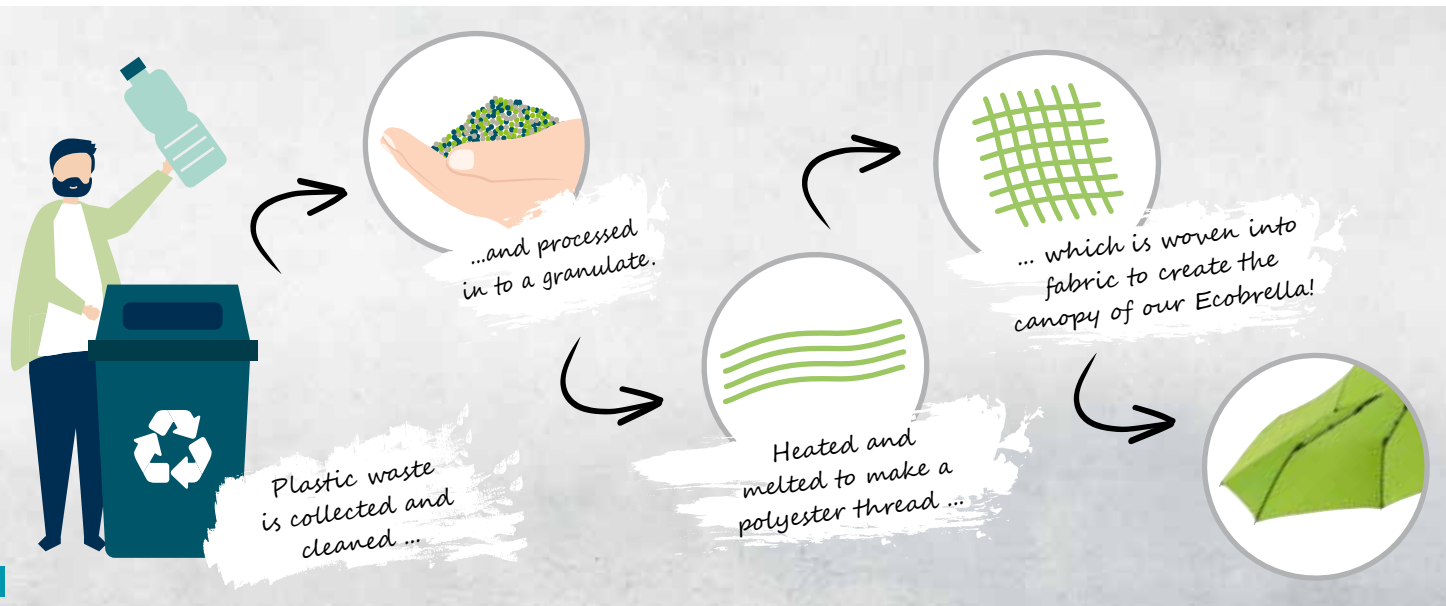 Plastic waste
is collected and
cleaned ...
...and processed
in to a granulate.
Heated and
melted to make a
polyester thread ...
... which is woven into
fabric to create the
canopy of our Ecobrella!